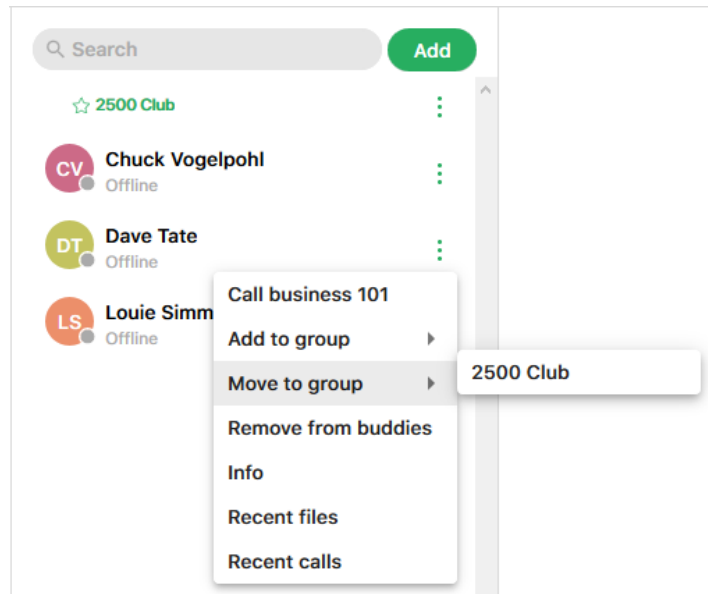 Search
Add
2500 Club
CV
Chuck Vogelpohl
Offline
DT
Dave Tate
Offline
LS
Louie Simm
Offline
Call business 101
Add to group
Move to group
2500 Club
Remove from buddies
Info
Recent files
Recent calls